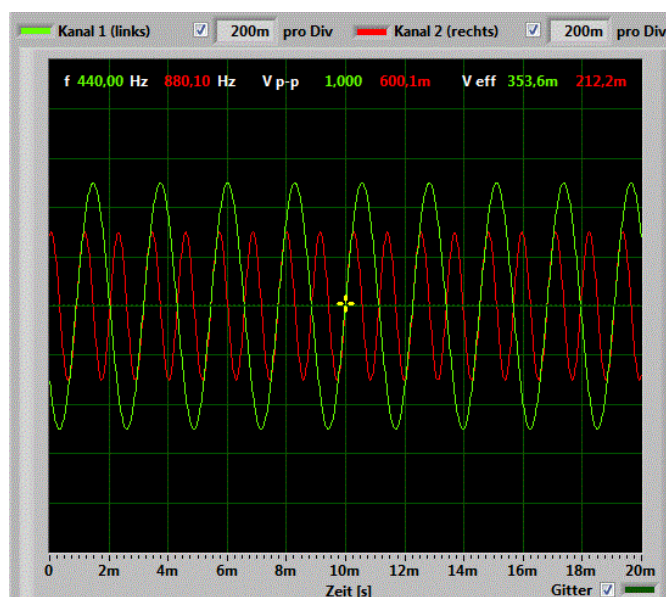 Kanal 1 (links) 200m pro Div Kanal 2 (rechts) 200m pro Div
f 440,00 Hz 880,10 Hz V p-p 1,000 600,1m V eff 353,6m 212,2m
0 2m 4m 6m 8m 10m 12m 14m 16m 18m 20m
Zeit [s]
Gitter